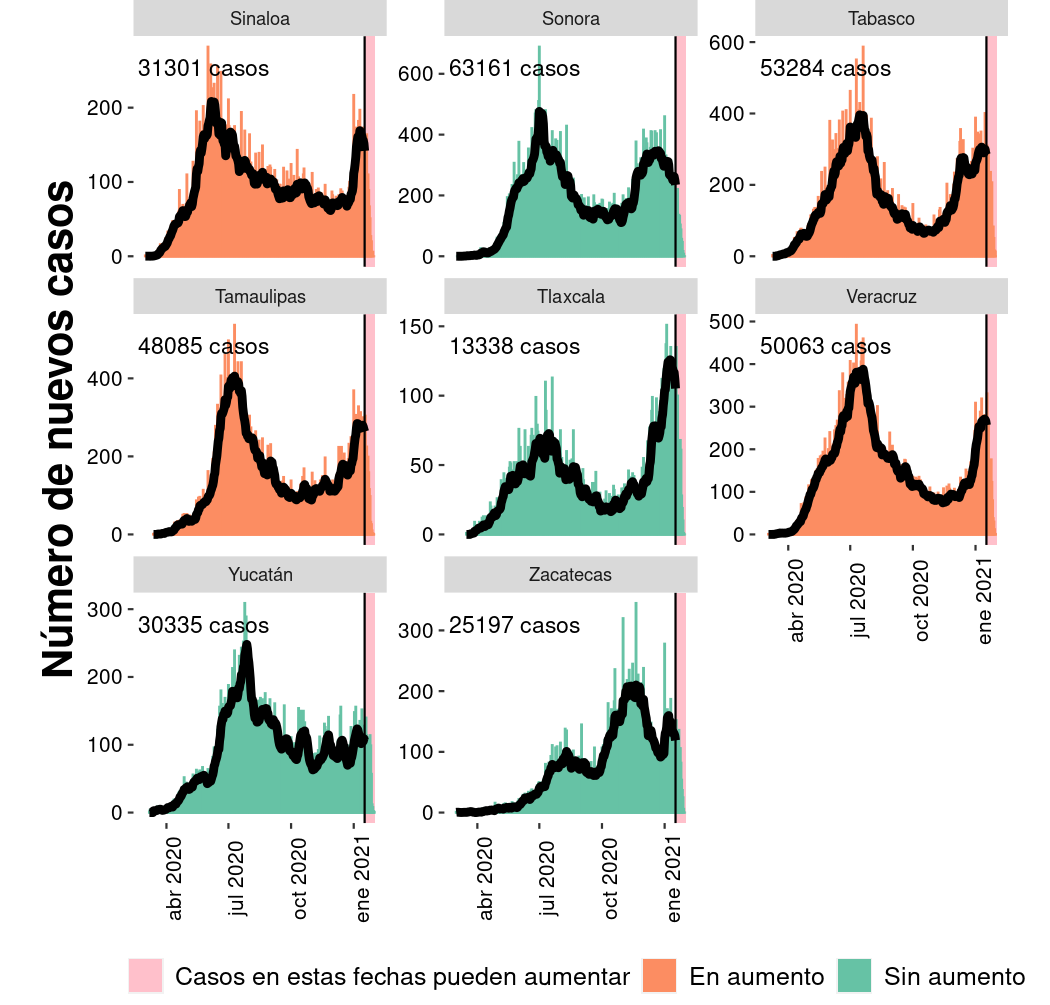 Número de nuevos casos
Sinaloa
31301 casos
200
100
0
Sonora
63161 casos
600
400
200
0
Tabasco
53284 casos
600
400
200
0
Tamaulipas
48085 casos
400
200
0
Tlaxcala
13338 casos
150
100
50
0
Veracruz
50063 casos
500
400
300
200
100
0
abr 2020
jul 2020
oct 2020
ene 2021
Yucatán
30335 casos
300
200
100
0
abr 2020
jul 2020
oct 2020
ene 2021
Zacatecas
25197 casos
300
200
100
0
abr 2020
jul 2020
oct 2020
ene 2021
Casos en estas fechas pueden aumentar
En aumento
Sin aumento